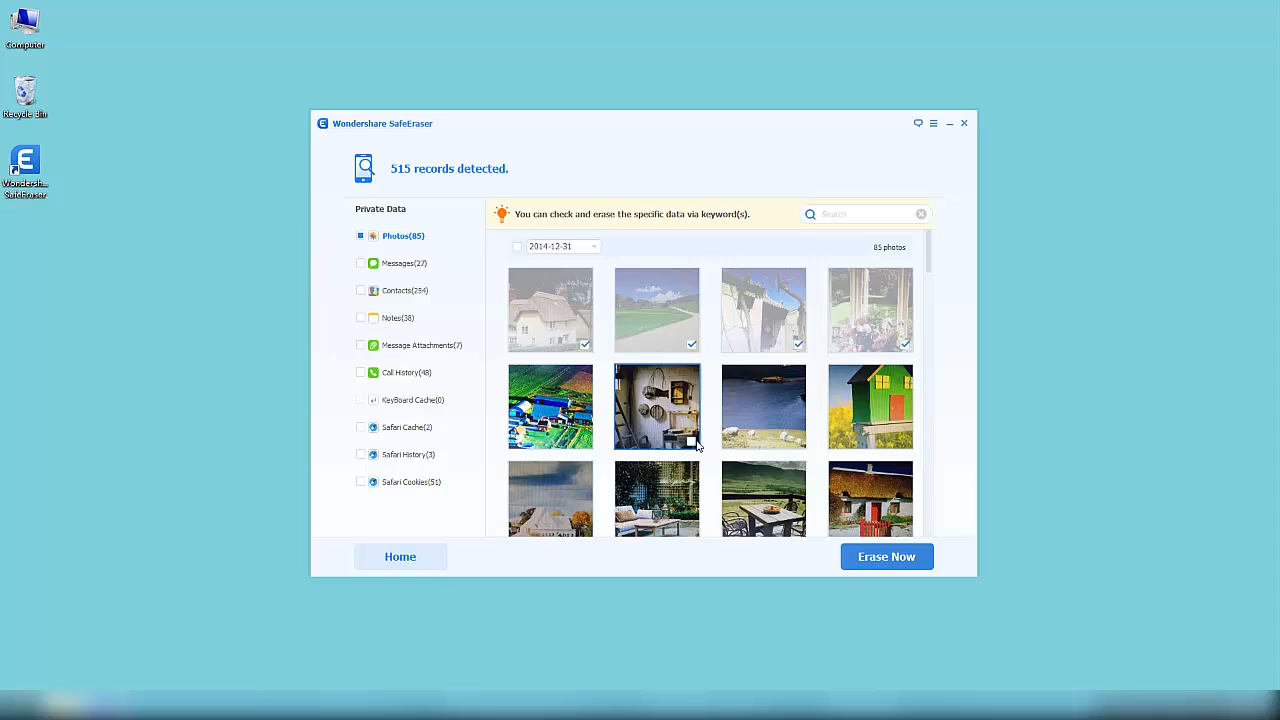 Computer
Recycle Bin
Wondersh...
SafeEraser
Wondershare SafeEraser
515 records detected.
Private Data
Photos(85)
Messages(27)
Contacts(254)
Notes(38)
Message Attachments(7)
Call History(48)
KeyBoard Cache(0)
Safari Cache(2)
Safari History(3)
Safari Cookies(51)
You can check and erase the specific data via keyword(s).
Search
2014-12-31
85 photos
Home
Erase Now